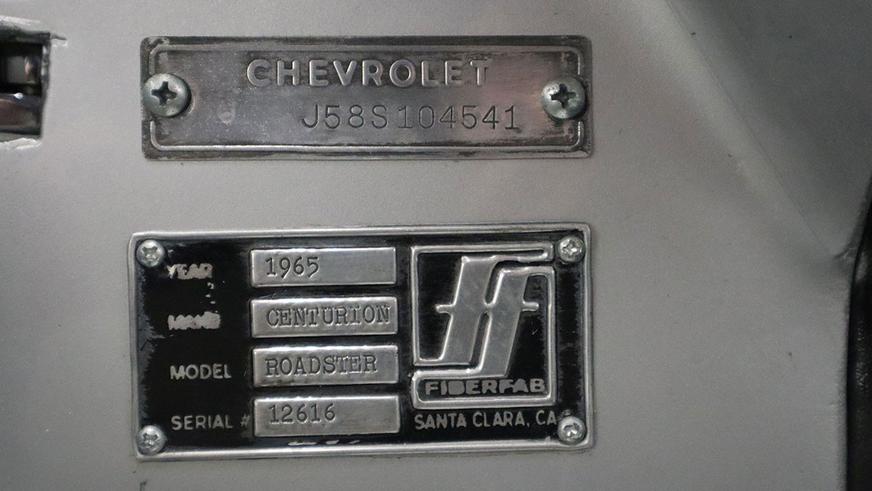 CHEVROLET
J58S104541
YEAR 1965
CENTURION
MODEL ROADSTER
SERIAL # 12616
FIBERFAB
SANTA CLARA, CA